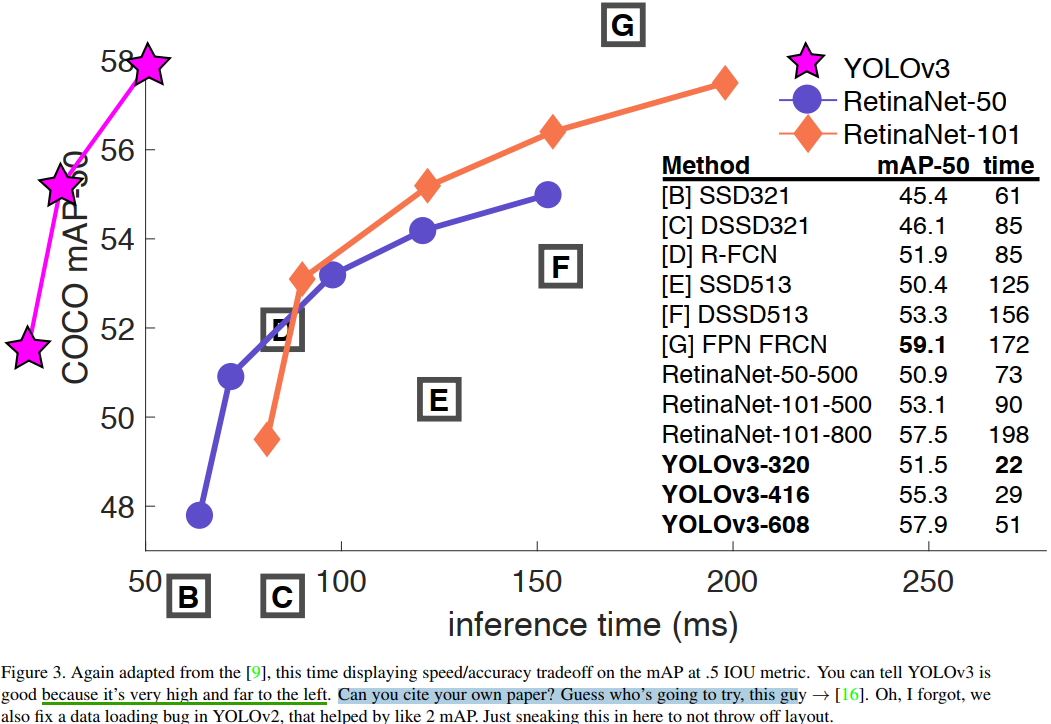 G
58
YOLOv3
RetinaNet-50
RetinaNet-101
56
COCO mAP-50
Method mAP-50 time
[B] SSD321 45.4 61
[C] DSSD321 46.1 85
[D] R-FCN 51.9 85
[E] SSD513 50.4 125
[F] DSSD513 53.3 156
[G] FPN FRCN 59.1 172
RetinaNet-50-500 50.9 73
RetinaNet-101-500 53.1 90
RetinaNet-101-800 57.5 198
YOLOv3-320 51.5 22
YOLOv3-416 55.3 29
YOLOv3-608 57.9 51
54
F
52
D
E
50
48
50 100 150 200 250
B C
inference time (ms)
Figure 3. Again adapted from the [9], this time displaying speed/accuracy tradeoff on the mAP at .5 IOU metric. You can tell YOLOv3 is
good because it's very high and far to the left. Can you cite your own paper? Guess who's going to try, this guy → [16]. Oh, I forgot, we
also fix a data loading bug in YOLOv2, that helped by like 2 mAP. Just sneaking this in here to not throw off layout.